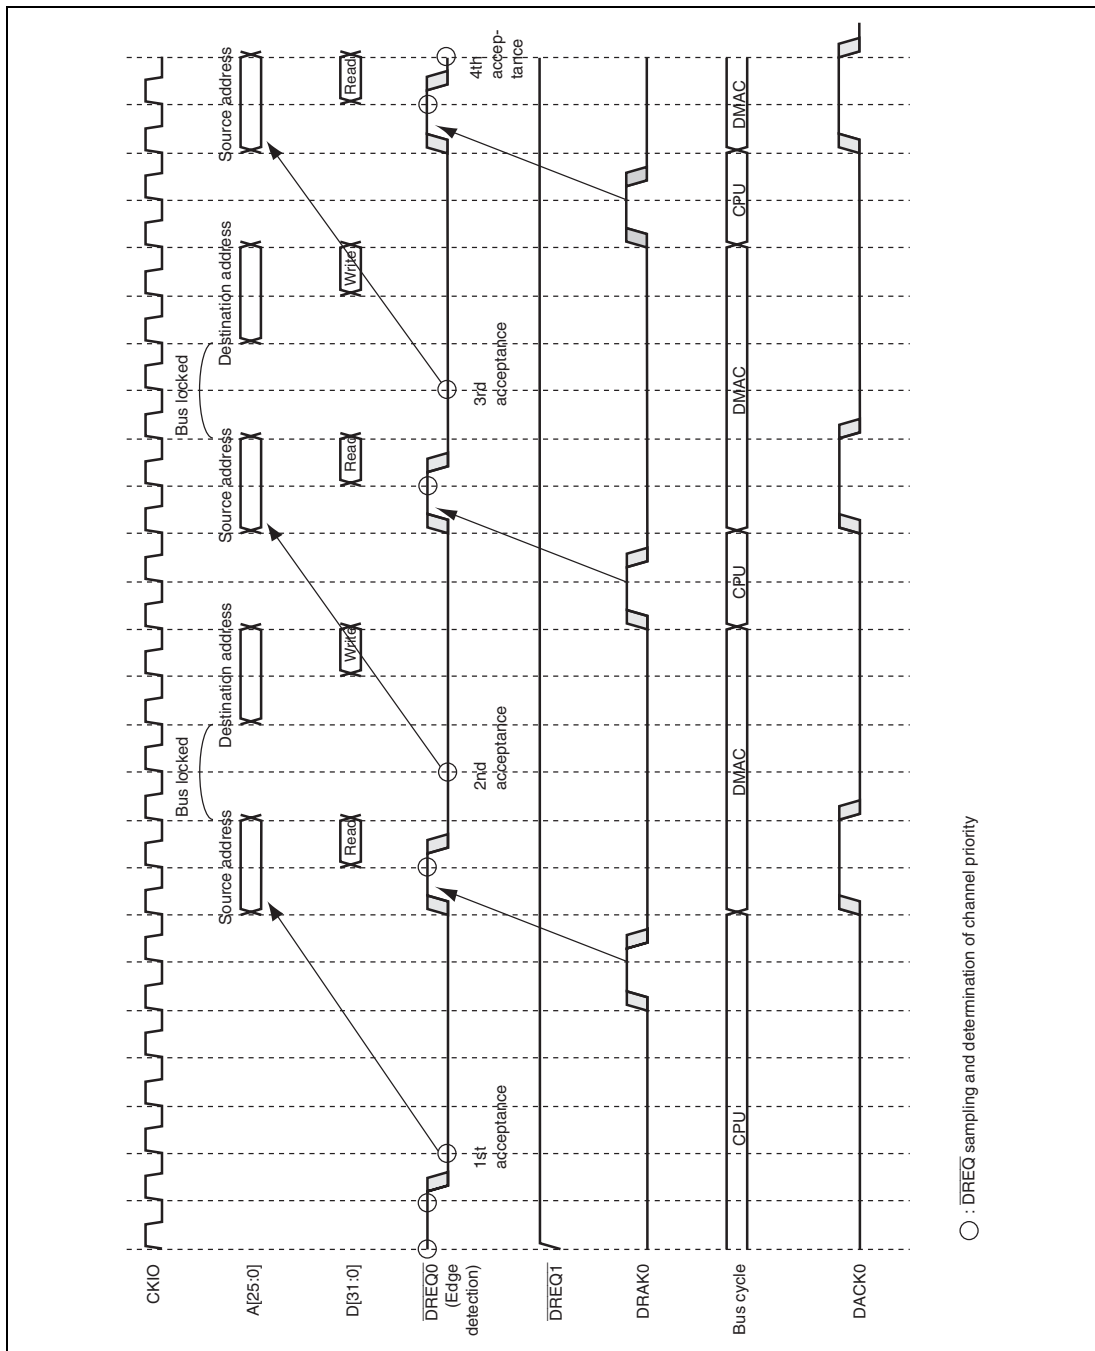 CKIO
A[25:0]
Source address
Destination address
Source address
Destination address
Source address
Bus locked
Bus locked
D[31:0]
Read
Write
Read
Write
Read
DREQ0
(Edge
detection)
1st
acceptance
2nd
acceptance
3rd
acceptance
4th
accep-
tance
DREQ1
DRAK0
Bus cycle
CPU
DMAC
CPU
DMAC
CPU
DMAC
DACK0
: DREQ sampling and determination of channel priority